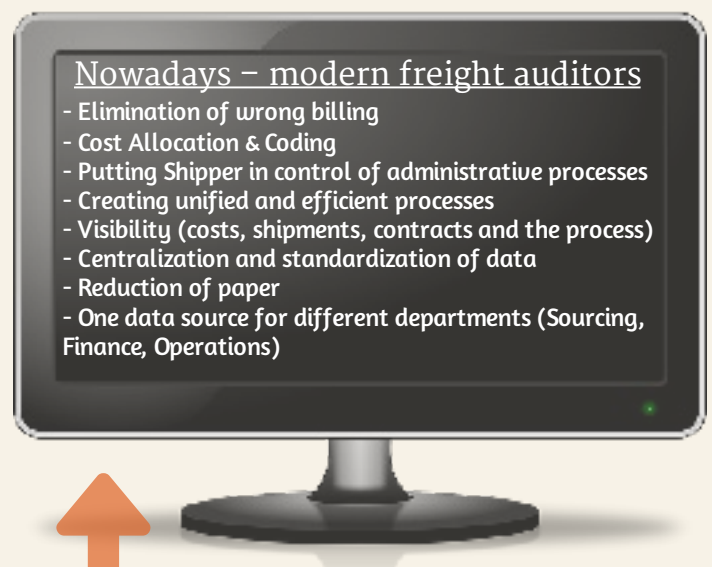 Nowadays – modern freight auditors
- Elimination of wrong billing
- Cost Allocation & Coding
- Putting Shipper in control of administrative processes
- Creating unified and efficient processes
- Visibility (costs, shipments, contracts and the process)
- Centralization and standardization of data
- Reduction of paper
- One data source for different departments (Sourcing,
Finance, Operations)